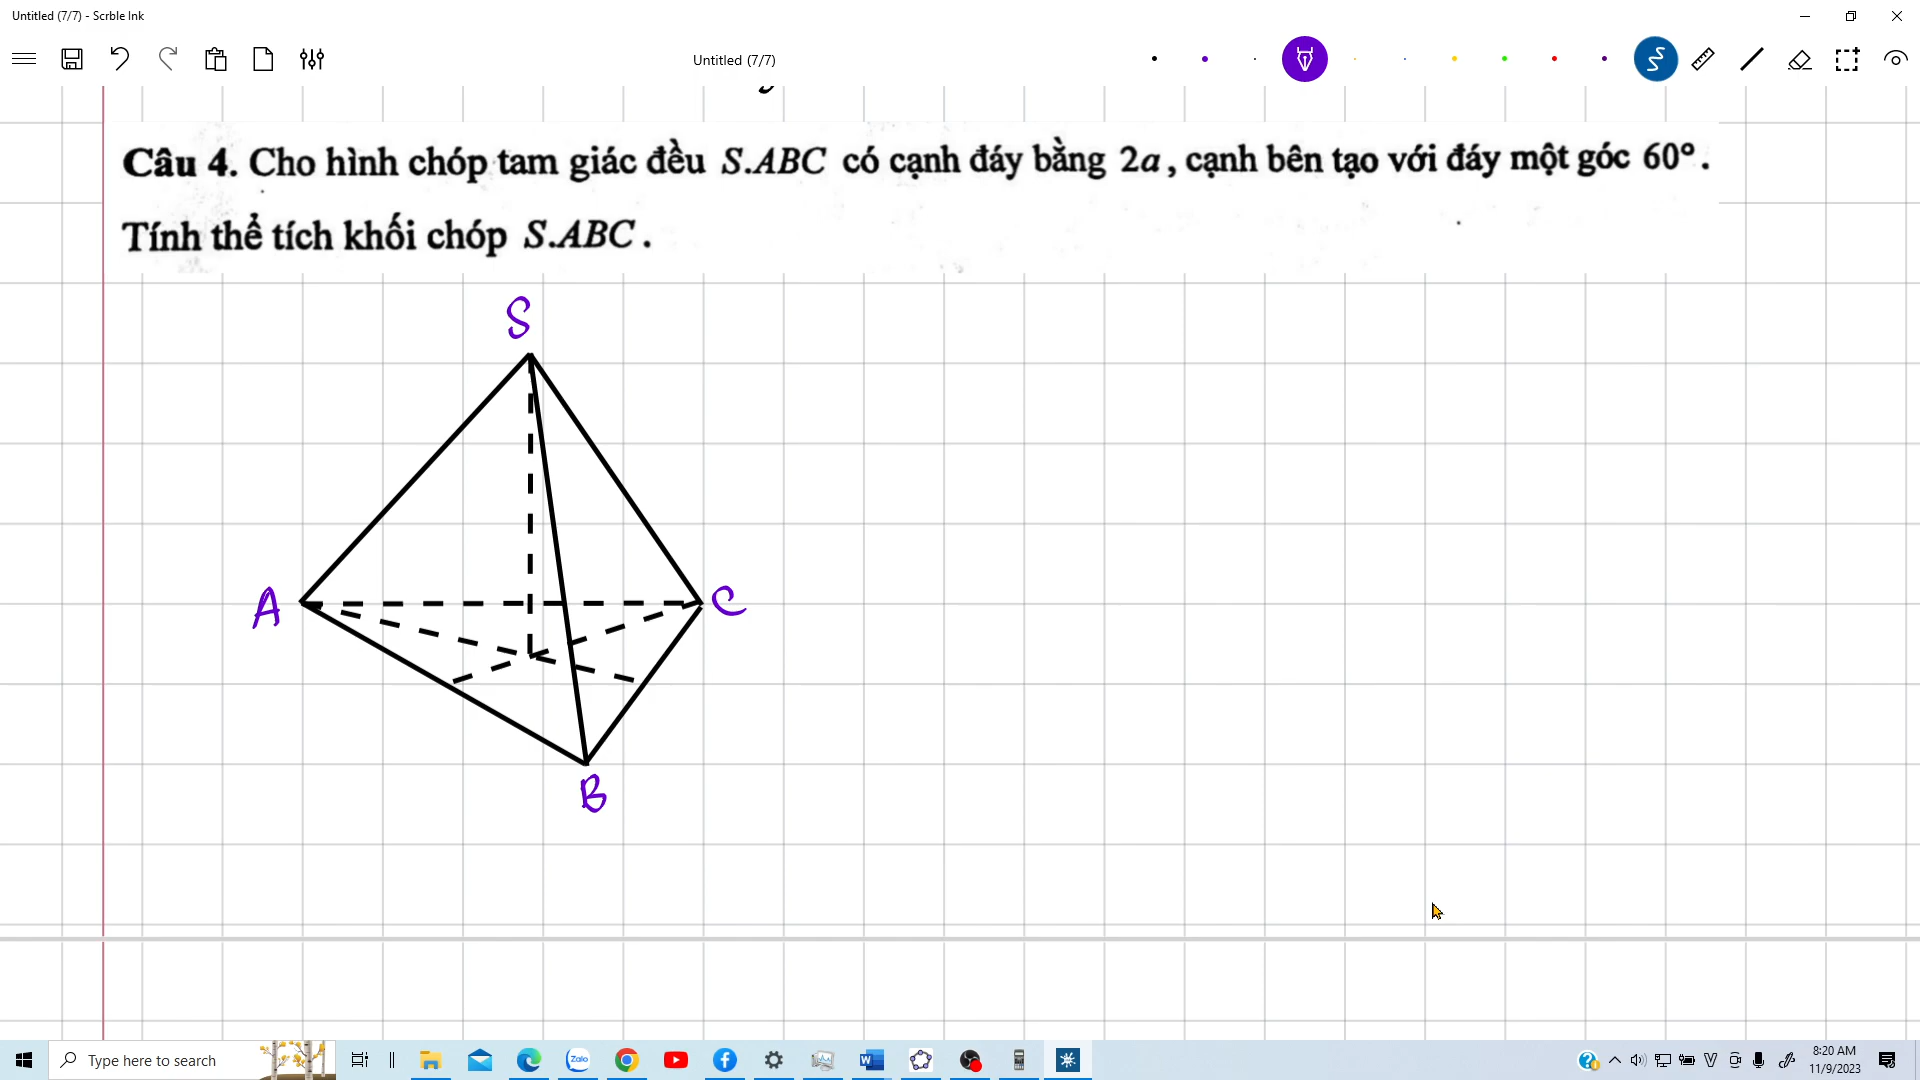 Untitled (7/7) - Scrble Ink
Untitled (7/7)
Câu 4. Cho hình chóp tam giác đều S.ABC có cạnh đáy bằng 2a, cạnh bên tạo với đáy một góc 60°.
Tính thể tích khối chóp S.ABC.
S
A
C
B
Type here to search
Zalo
8:20 AM
11/9/2023